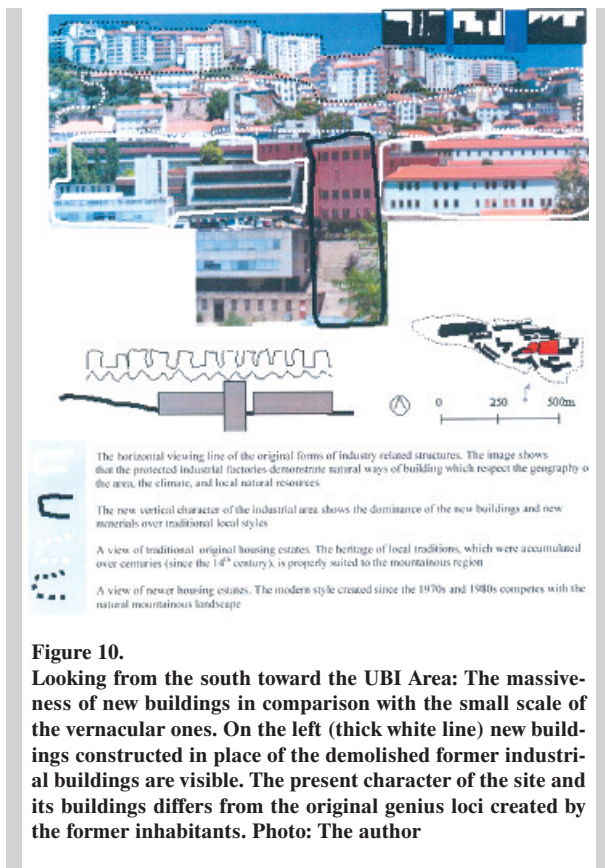 0 250 500m
The horizontal viewing line of the original forms of industry related structures. The image shows
that the protected industrial factories demonstrate natural ways of building which respect the geography o
the area, the climate, and local natural resources
The new vertical character of the industrial area shows the dominance of the new buildings and new
materials over traditional local styles
A view of traditional original housing estates. The heritage of local traditions, which were accumulated
over centuries (since the 14th century), is properly suited to the mountainous region
A view of newer housing estates. The modern style created since the 1970s and 1980s competes with the
natural mountainous landscape
Figure 10.
Looking from the south toward the UBI Area: The massive-
ness of new buildings in comparison with the small scale of
the vernacular ones. On the left (thick white line) new build-
ings constructed in place of the demolished former industri-
al buildings are visible. The present character of the site and
its buildings differs from the original genius loci created by
the former inhabitants. Photo: The author